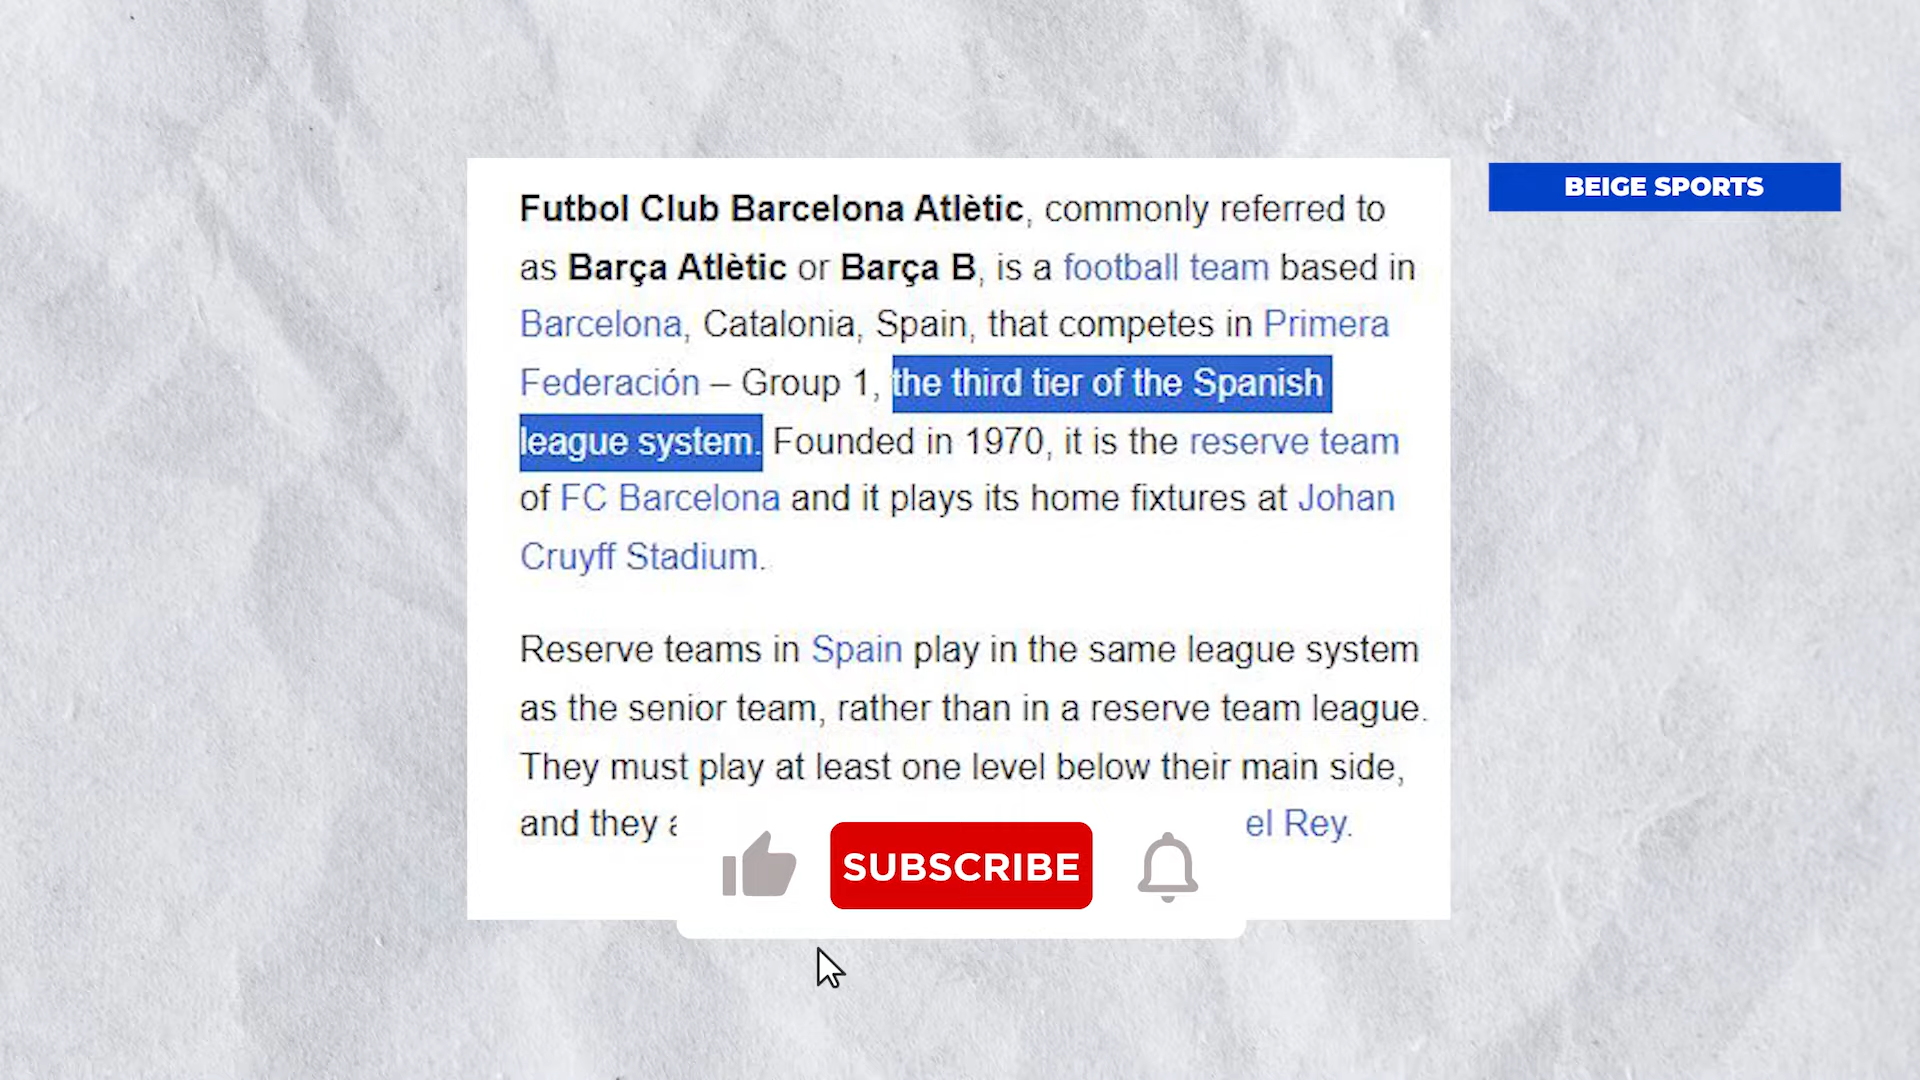 BEIGE SPORTS
Futbol Club Barcelona Atlètic, commonly referred to
as Barça Atlètic or Barça B, is a football team based in
Barcelona, Catalonia, Spain, that competes in Primera
Federación – Group 1, the third tier of the Spanish
league system. Founded in 1970, it is the reserve team
of FC Barcelona and it plays its home fixtures at Johan
Cruyff Stadium.
Reserve teams in Spain play in the same league system
as the senior team, rather than in a reserve team league.
They must play at least one level below their main side,
and they el Rey.
SUBSCRIBE